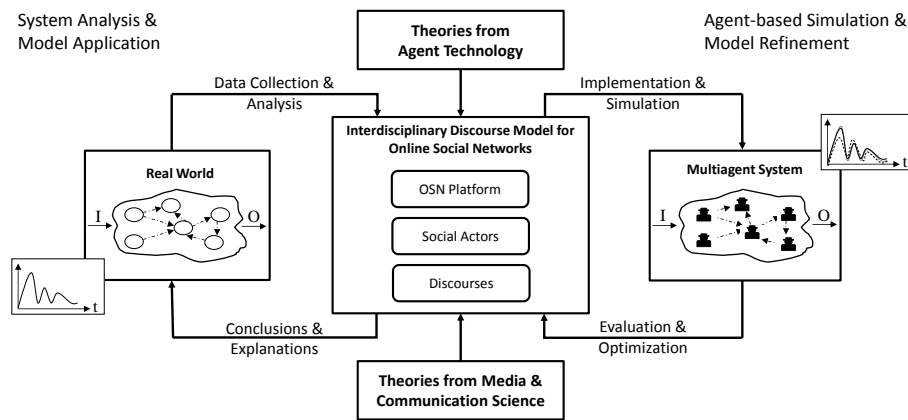 System Analysis &
Model Application
Theories from
Agent Technology
Agent-based Simulation &
Model Refinement
Data Collection &
Analysis
Implementation &
Simulation
Interdisciplinary Discourse Model for
Online Social Networks
OSN Platform
Social Actors
Discourses
Real World
I
O
t
Multiagent System
I
O
t
Conclusions &
Explanations
Evaluation &
Optimization
Theories from Media &
Communication Science